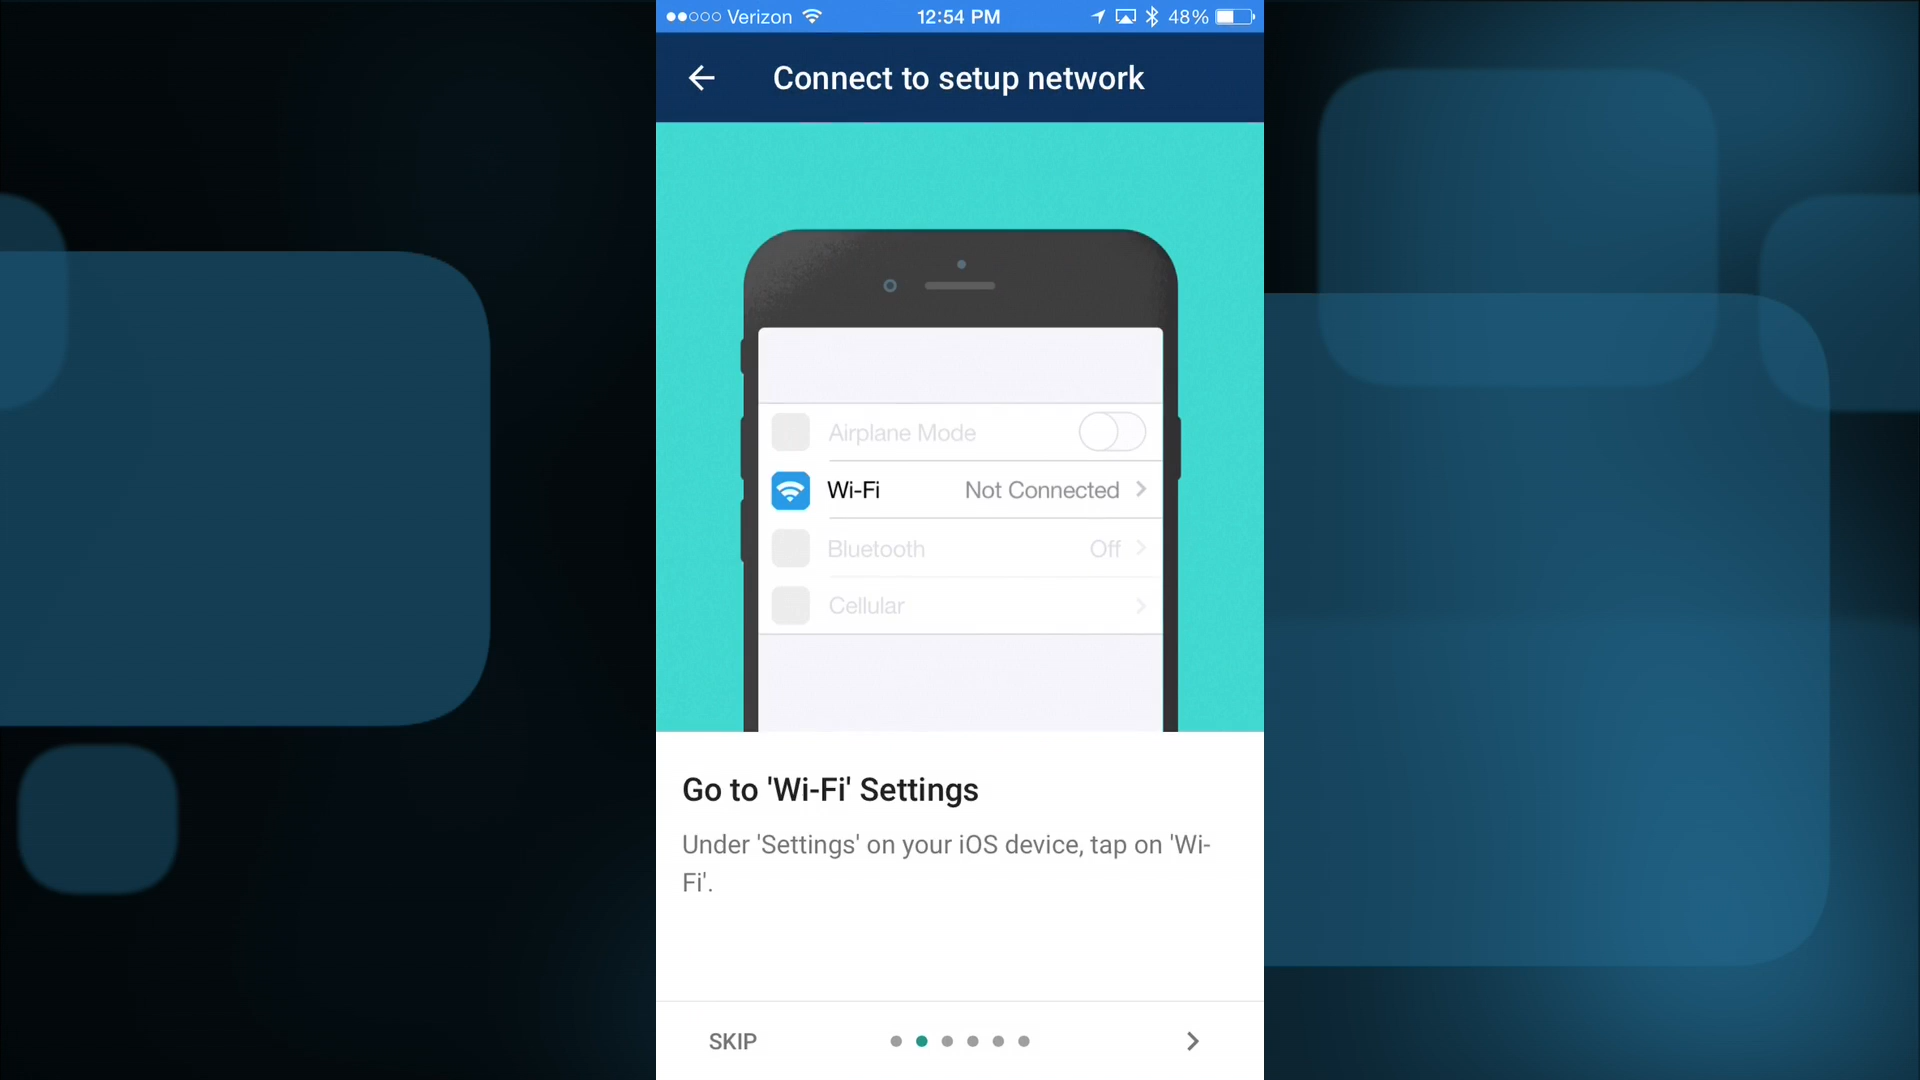 Verizon 12:54 PM 48%
Connect to setup network
Airplane Mode
Wi-Fi Not Connected
Bluetooth Off
Cellular
Go to 'Wi-Fi' Settings
Under 'Settings' on your iOS device, tap on 'Wi-
Fi'.
SKIP